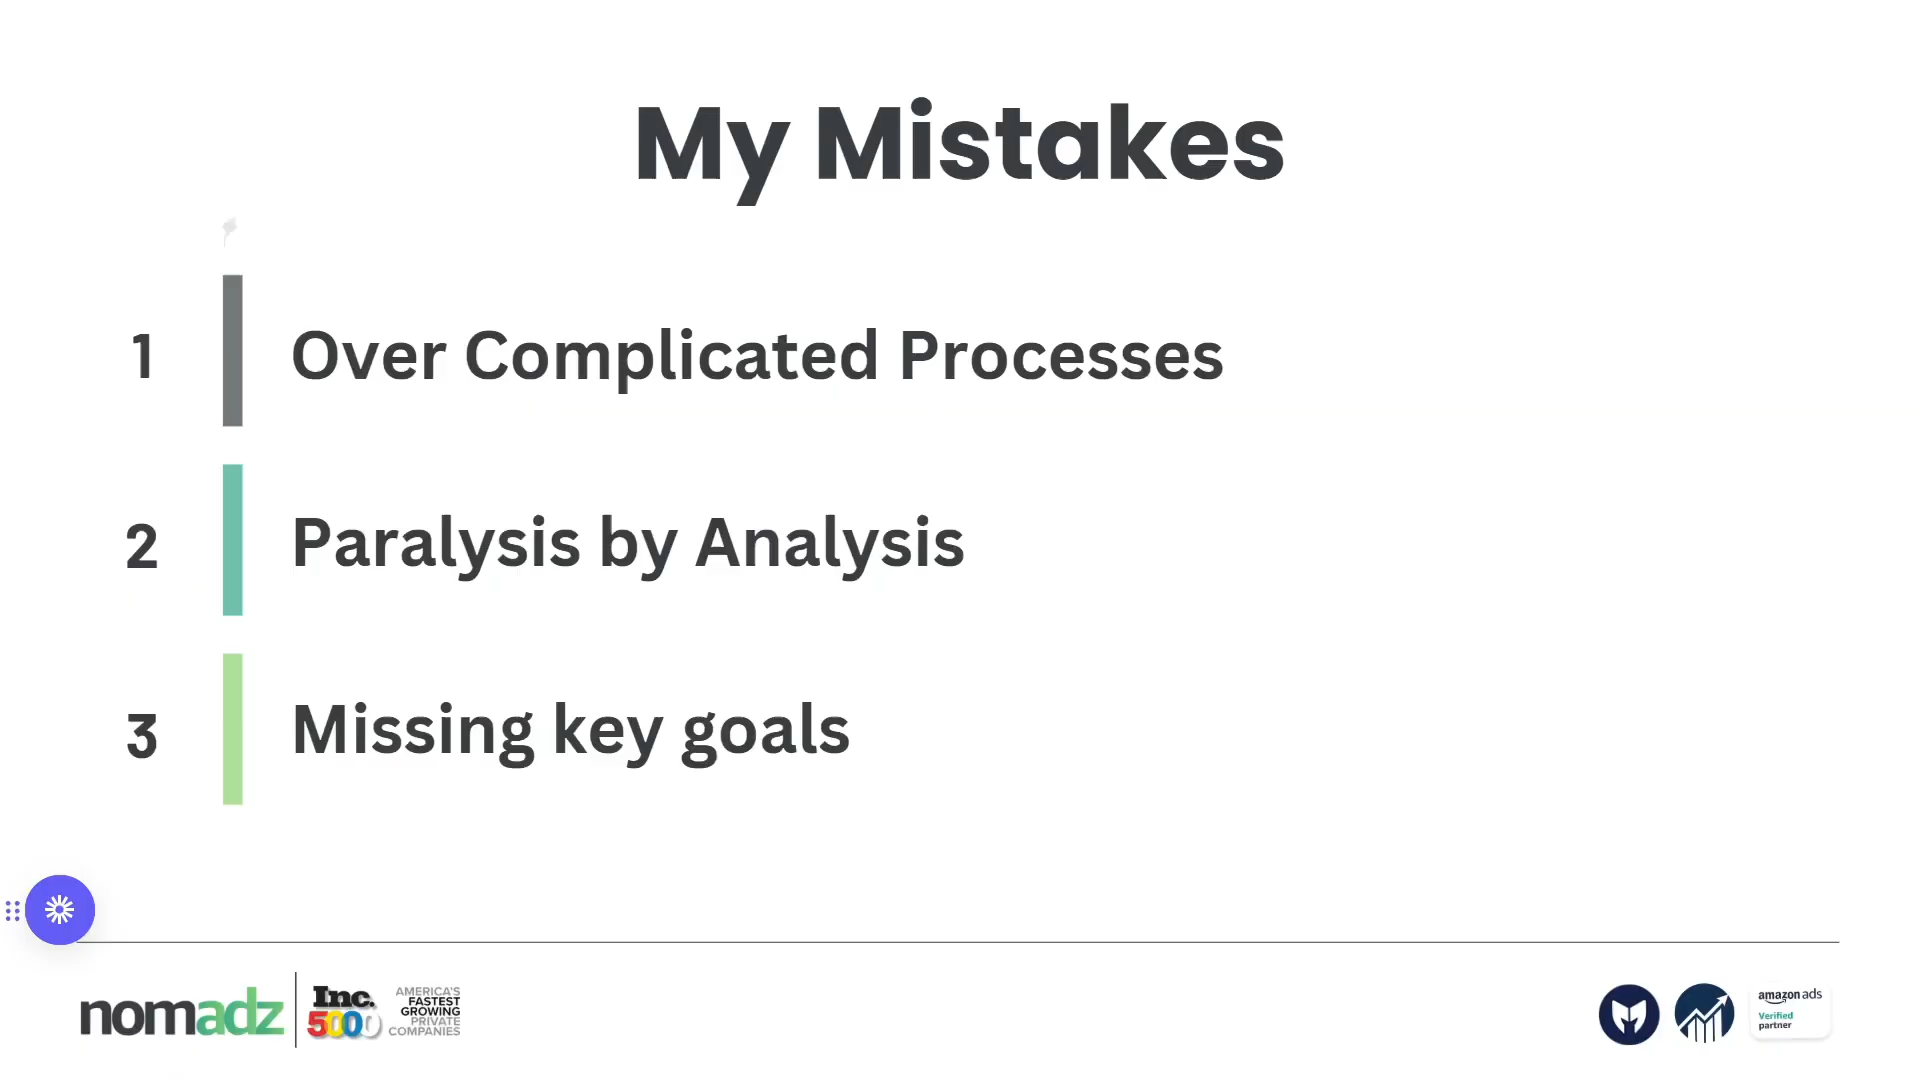 My Mistakes
1
Over Complicated Processes
2
Paralysis by Analysis
3
Missing key goals
nomadz
Inc.
5000
AMERICA'S
FASTEST
GROWING
PRIVATE
COMPANIES
amazon ads
Verified
partner